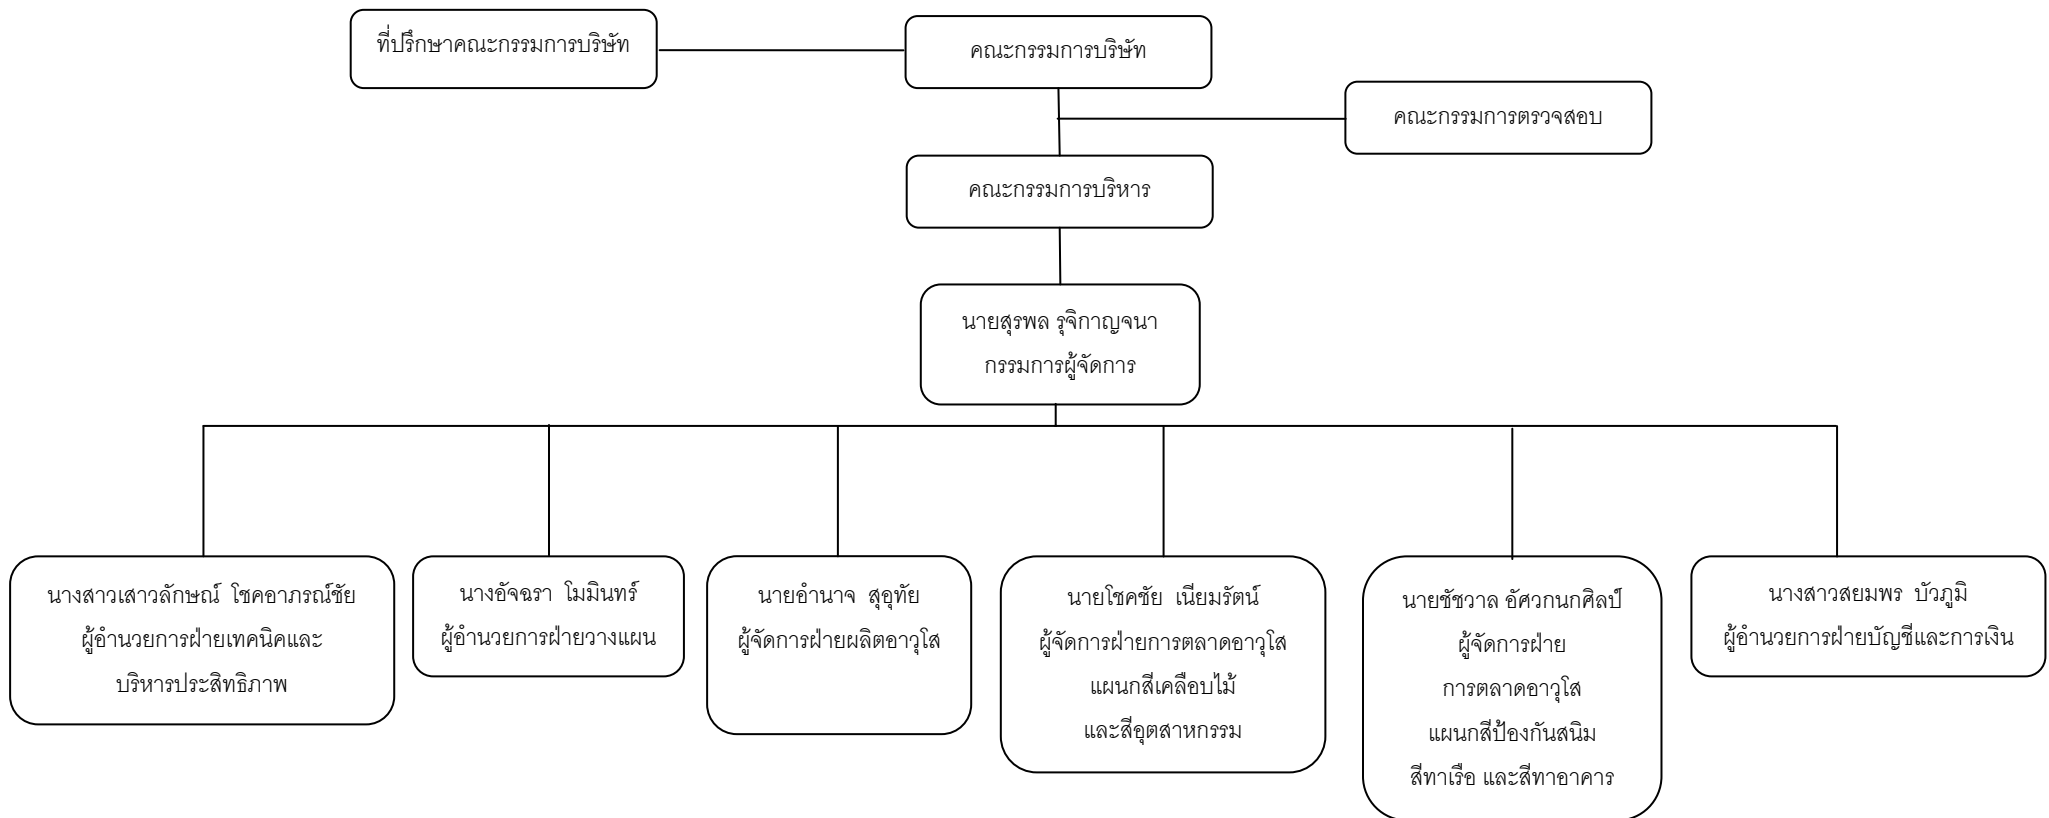 ที่ปรึกษาคณะกรรมการบริษัท
คณะกรรมการบริษัท
คณะกรรมการตรวจสอบ
คณะกรรมการบริหาร
นายสุรพล รุจิกาญจนา
กรรมการผู้จัดการ
นางสาวเสาวลักษณ์ โชคอาภรณ์ชัย
ผู้อำนวยการฝ่ายเทคนิคและ
บริหารประสิทธิภาพ
นางอัจฉรา โมมินทร์
ผู้อำนวยการฝ่ายวางแผน
นายอำนาจ สุอุทัย
ผู้จัดการฝ่ายผลิตอาวุโส
นายโชคชัย เนียมรัตน์
ผู้จัดการฝ่ายการตลาดอาวุโส
แผนกสีเคลือบไม้
และสีอุตสาหกรรม
นายชัชวาล อัศวกนกศิลป์
ผู้จัดการฝ่าย
การตลาดอาวุโส
แผนกสีป้องกันสนิม
สีทาเรือ และสีทาอาคาร
นางสาวสยมพร บัวภูมิ
ผู้อำนวยการฝ่ายบัญชีและการเงิน